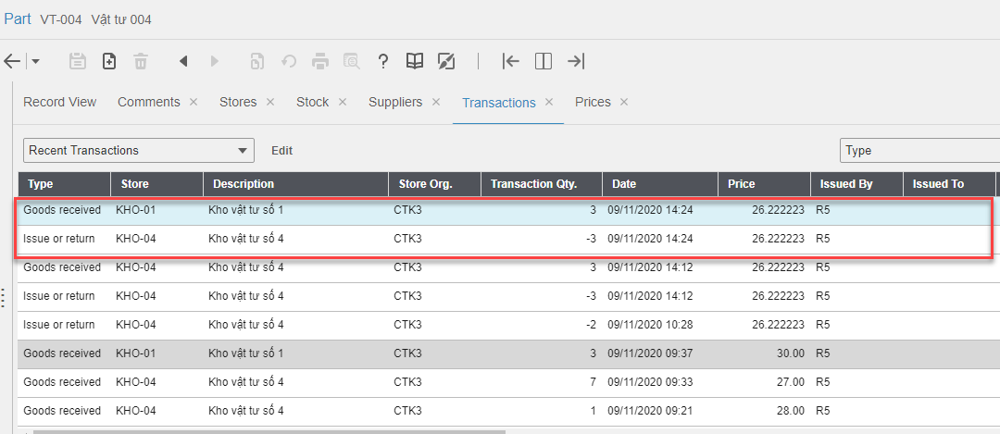 Part VT-004 Vật tư 004
?
Record View Comments × Stores × Stock × Suppliers × Transactions × Prices ×
Recent Transactions Edit Type
Type Store Description Store Org. Transaction Qty. Date Price Issued By Issued To
Goods received KHO-01 Kho vật tư số 1 CTK3 3 09/11/2020 14:24 26.222223 R5
Issue or return KHO-04 Kho vật tư số 4 CTK3 -3 09/11/2020 14:24 26.222223 R5
Goods received KHO-04 Kho vật tư số 4 CTK3 3 09/11/2020 14:12 26.222223 R5
Issue or return KHO-04 Kho vật tư số 4 CTK3 -3 09/11/2020 14:12 26.222223 R5
Issue or return KHO-04 Kho vật tư số 4 CTK3 -2 09/11/2020 10:28 26.222223 R5
Goods received KHO-01 Kho vật tư số 1 CTK3 3 09/11/2020 09:37 30.00 R5
Goods received KHO-04 Kho vật tư số 4 CTK3 7 09/11/2020 09:33 27.00 R5
Goods received KHO-04 Kho vật tư số 4 CTK3 1 09/11/2020 09:21 28.00 R5